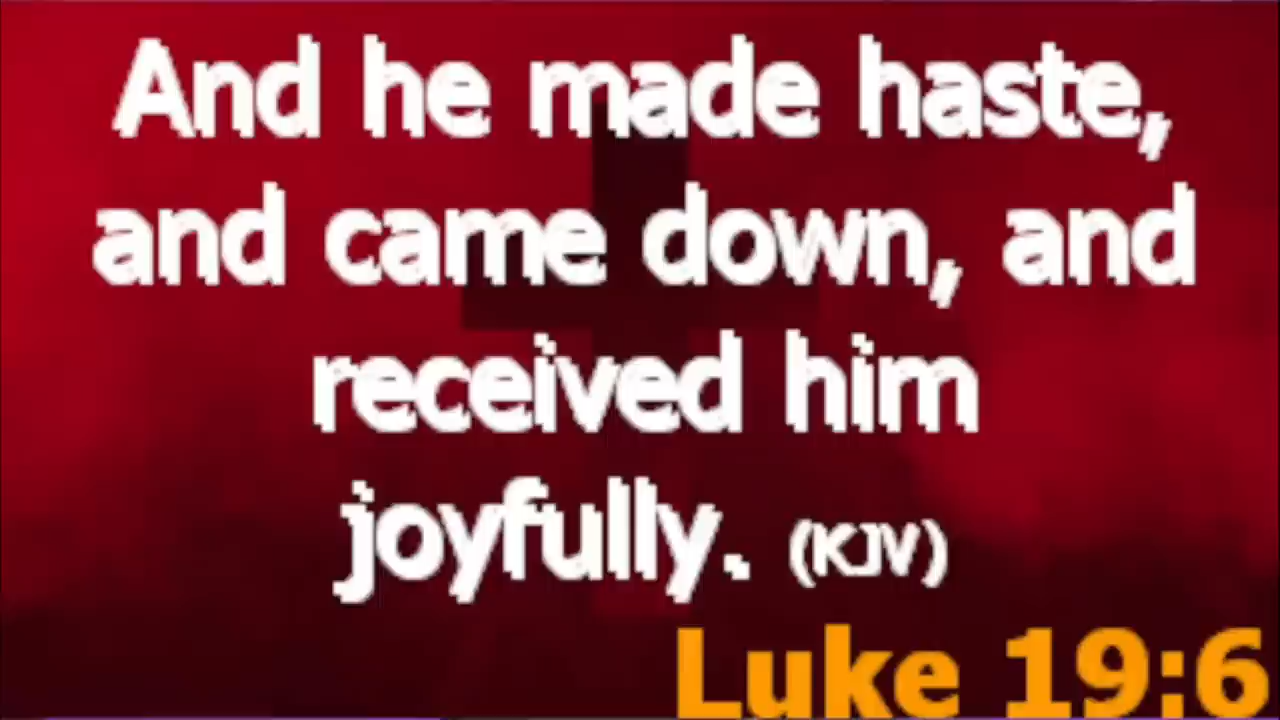 And he made haste,
and came down, and
received him
joyfully. (KJV)
Luke 19:6